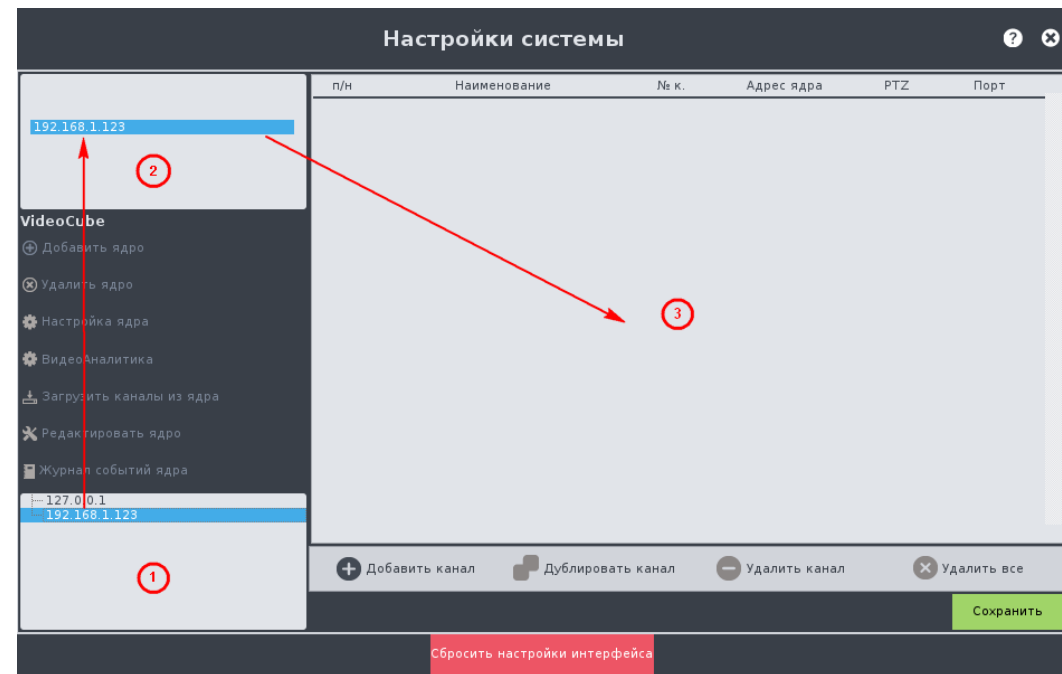 Настройки системы
?
п/н Наименование № к. Адрес ядра PTZ Порт
192.168.1.123
2
VideoCube
Добавить ядро
Удалить ядро
Настройка ядра
ВидеоАналитика
Загрузить каналы из ядра
Редактировать ядро
Журнал событий ядра
3
127.0.0.1
192.168.1.123
1
Добавить канал Дублировать канал Удалить канал Удалить все
Сохранить
Сбросить настройки интерфейса